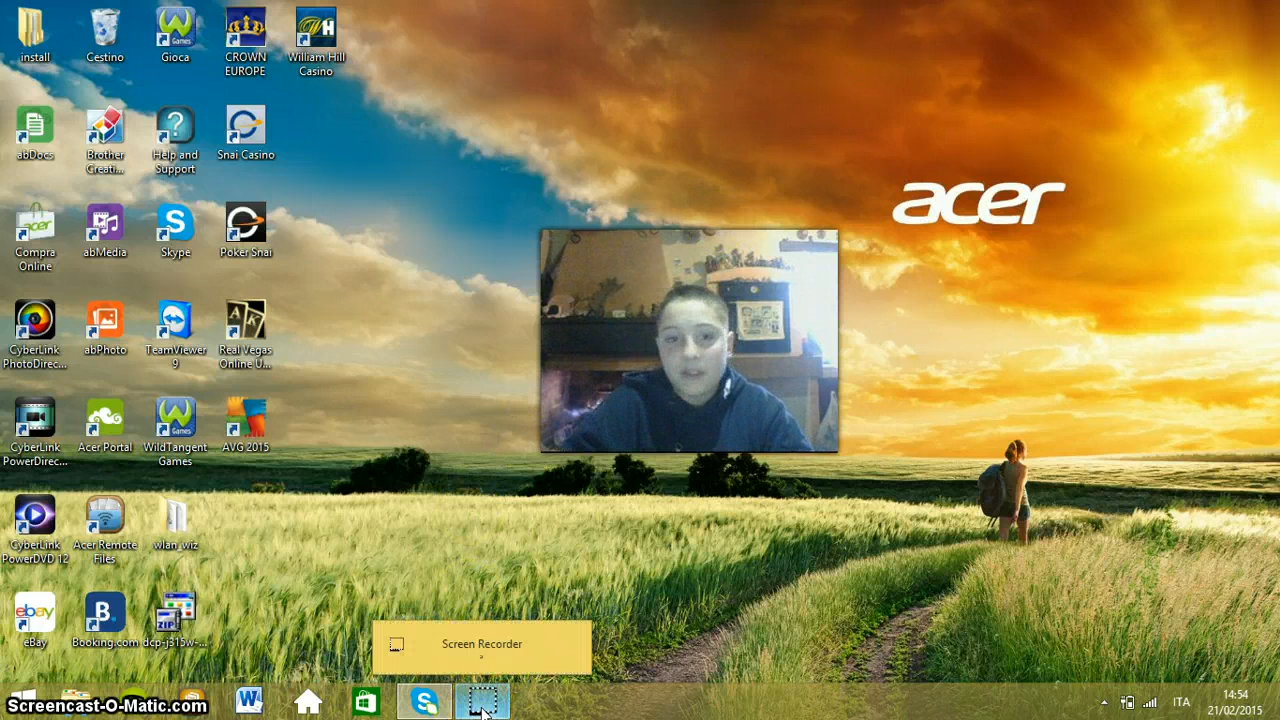 install
Cestino
Gioca
CROWN
EUROPE
William Hill
Casino
abDocs
Brother
Creati...
Help and
Support
Snai Casino
acer
Compra
Online
abMedia
Skype
Poker Snai
CyberLink
PhotoDirec...
abPhoto
TeamViewer
9
Real Vegas
Online U...
CyberLink
PowerDirec...
Acer Portal
WildTangent
Games
AVG 2015
CyberLink
PowerDVD 12
Acer Remote
Files
wlan_wiz
eBay
Booking.com
dcp-j315w-...
Screen Recorder
Screencast-O-Matic.com
ITA
14:54
21/02/2015